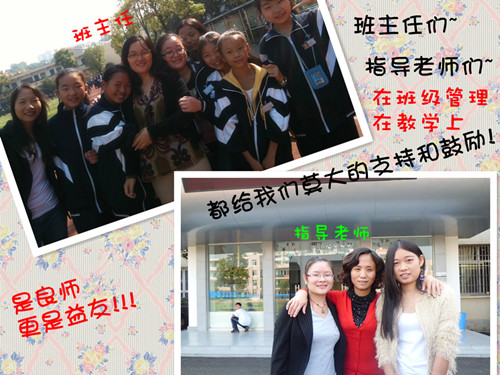 班主任
班主任们~
指导老师们~
在班级管理
在教学上
都给我们莫大的支持和鼓励!
指导老师
是良师
更是益友!!!